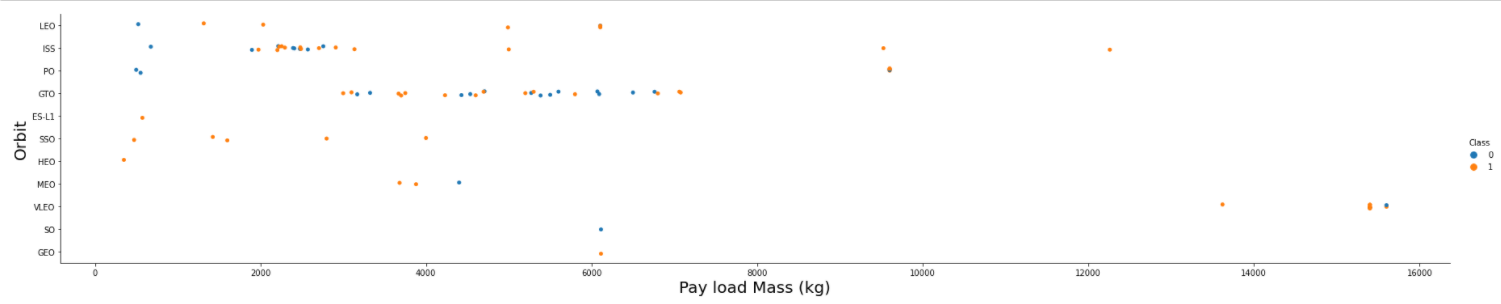 LEO
ISS
PO
GTO
ES-L1
SSO
HEO
MEO
VLEO
SO
GEO
Orbit
0 2000 4000 6000 8000 10000 12000 14000 16000
Pay load Mass (kg)
Class
0
1